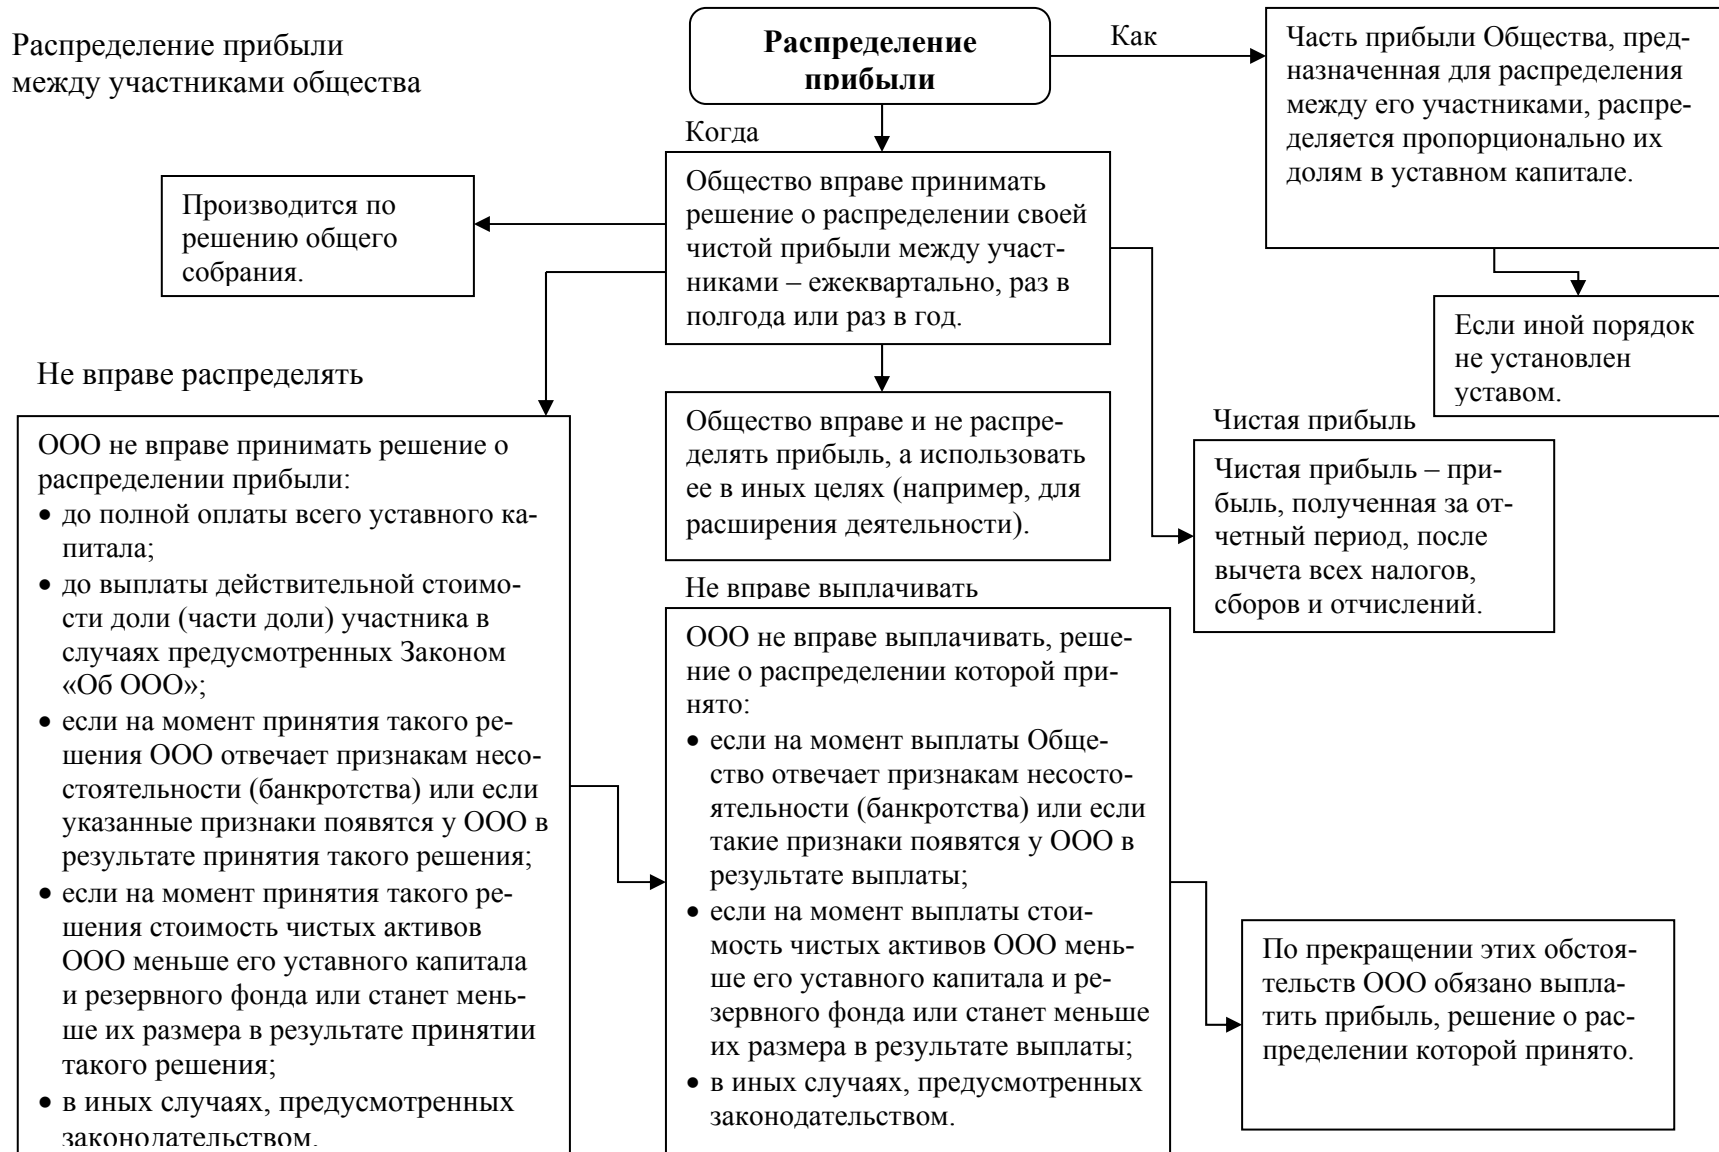 Распределение прибыли
между участниками общества
Распределение
прибыли
Как
Часть прибыли Общества, пред-
назначенная для распределения
между его участниками, распре-
деляется пропорционально их
долям в уставном капитале.
Если иной порядок
не установлен
уставом.
Когда
Общество вправе принимать
решение о распределении своей
чистой прибыли между участ-
никами – ежеквартально, раз в
полгода или раз в год.
Производится по
решению общего
собрания.
Общество вправе и не распре-
делять прибыль, а использовать
ее в иных целях (например, для
расширения деятельности).
Чистая прибыль
Чистая прибыль – при-
быль, полученная за от-
четный период, после
вычета всех налогов,
сборов и отчислений.
Не вправе распределять
ООО не вправе принимать решение о
распределении прибыли:
• до полной оплаты всего уставного ка-
питала;
• до выплаты действительной стоимо-
сти доли (части доли) участника в
случаях предусмотренных Законом
«Об ООО»;
• если на момент принятия такого ре-
шения ООО отвечает признакам несо-
стоятельности (банкротства) или если
указанные признаки появятся у ООО в
результате принятия такого решения;
• если на момент принятия такого ре-
шения стоимость чистых активов
ООО меньше его уставного капитала
и резервного фонда или станет мень-
ше их размера в результате принятии
такого решения;
• в иных случаях, предусмотренных
законодательством.
Не вправе выплачивать
ООО не вправе выплачивать, реше-
ние о распределении которой при-
нято:
• если на момент выплаты Обще-
ство отвечает признакам несосто-
ятельности (банкротства) или если
такие признаки появятся у ООО в
результате выплаты;
• если на момент выплаты стои-
мость чистых активов ООО мень-
ше его уставного капитала и ре-
зервного фонда или станет меньше
их размера в результате выплаты;
• в иных случаях, предусмотренных
законодательством.
По прекращении этих обстоя-
тельств ООО обязано выпла-
тить прибыль, решение о рас-
пределении которой принято.